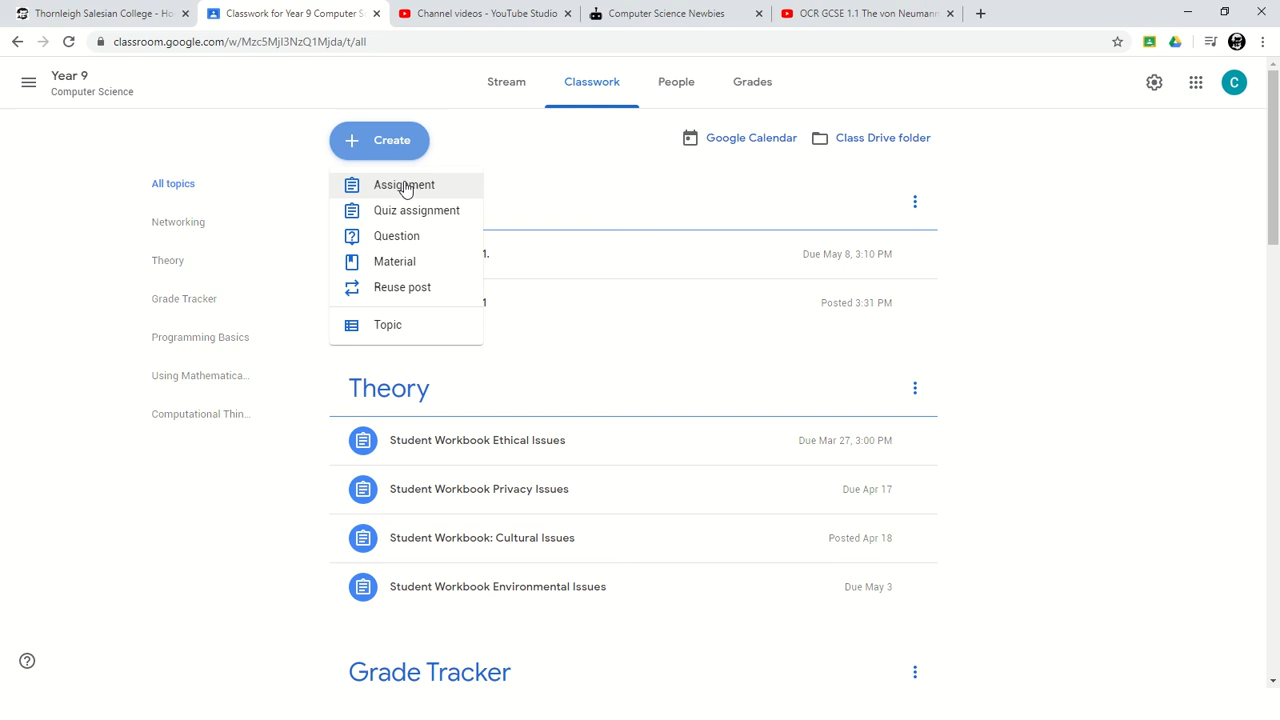 Thornleigh Salesian College - Ho
Classwork for Year 9 Computer S
Channel videos - YouTube Studio
Computer Science Newbies
OCR GCSE 1.1 The von Neumann
classroom.google.com/w/Mzc5MjI3NzQ1Mjda/t/all
Year 9
Computer Science
Stream
Classwork
People
Grades
C
Create
Google Calendar
Class Drive folder
All topics
Networking
Theory
Grade Tracker
Programming Basics
Using Mathematica...
Computational Thin...
Assignment
Quiz assignment
Question
Material
Reuse post
Topic
1.
Due May 8, 3:10 PM
1
Posted 3:31 PM
Theory
Student Workbook Ethical Issues
Due Mar 27, 3:00 PM
Student Workbook Privacy Issues
Due Apr 17
Student Workbook: Cultural Issues
Posted Apr 18
Student Workbook Environmental Issues
Due May 3
Grade Tracker